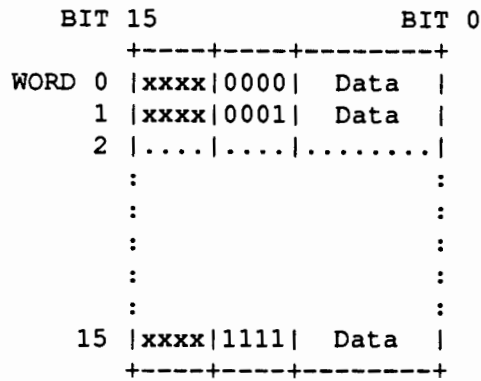 BIT 15                  BIT 0
+----+----+--------+
WORD 0 |xxxx|0000|  Data  |
1 |xxxx|0001|  Data  |
2 |....|....|........|
:                  :
:                  :
:                  :
:                  :
:                  :
15 |xxxx|1111|  Data  |
+----+----+--------+